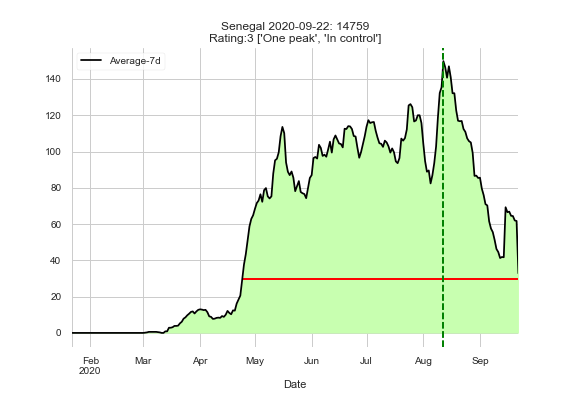 Senegal 2020-09-22: 14759
Rating:3 ['One peak', 'In control']
Average-7d
140
120
100
80
60
40
20
0
Feb Mar Apr May Jun Jul Aug Sep
2020
Date